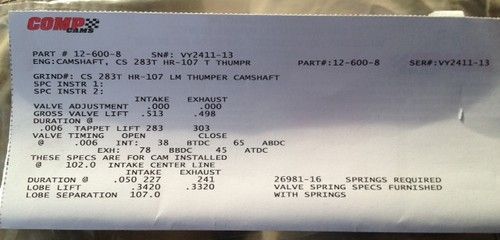 COMP
CAMS
PART # 12-600-8 SN#: VY2411-13
ENG:CAMSHAFT, CS 283T HR-107 T THUMPR PART#:12-600-8 SER#:VY2411-13
GRIND#: CS 283T HR-107 LM THUMPER CAMSHAFT
SPC INSTR 1:
SPC INSTR 2:
INTAKE EXHAUST
VALVE ADJUSTMENT .000 .000
GROSS VALVE LIFT .513 .498
DURATION @
.006 TAPPET LIFT 283 303
VALVE TIMING OPEN CLOSE
@ .006 INT: 38 BTDC 65 ABDC
EXH: 78 BBDC 45 ATDC
THESE SPECS ARE FOR CAM INSTALLED
@ 102.0 INTAKE CENTER LINE
INTAKE EXHAUST
DURATION @ .050 227 241 26981-16 SPRINGS REQUIRED
LOBE LIFT .3420 .3320 VALVE SPRING SPECS FURNISHED
LOBE SEPARATION 107.0 WITH SPRINGS